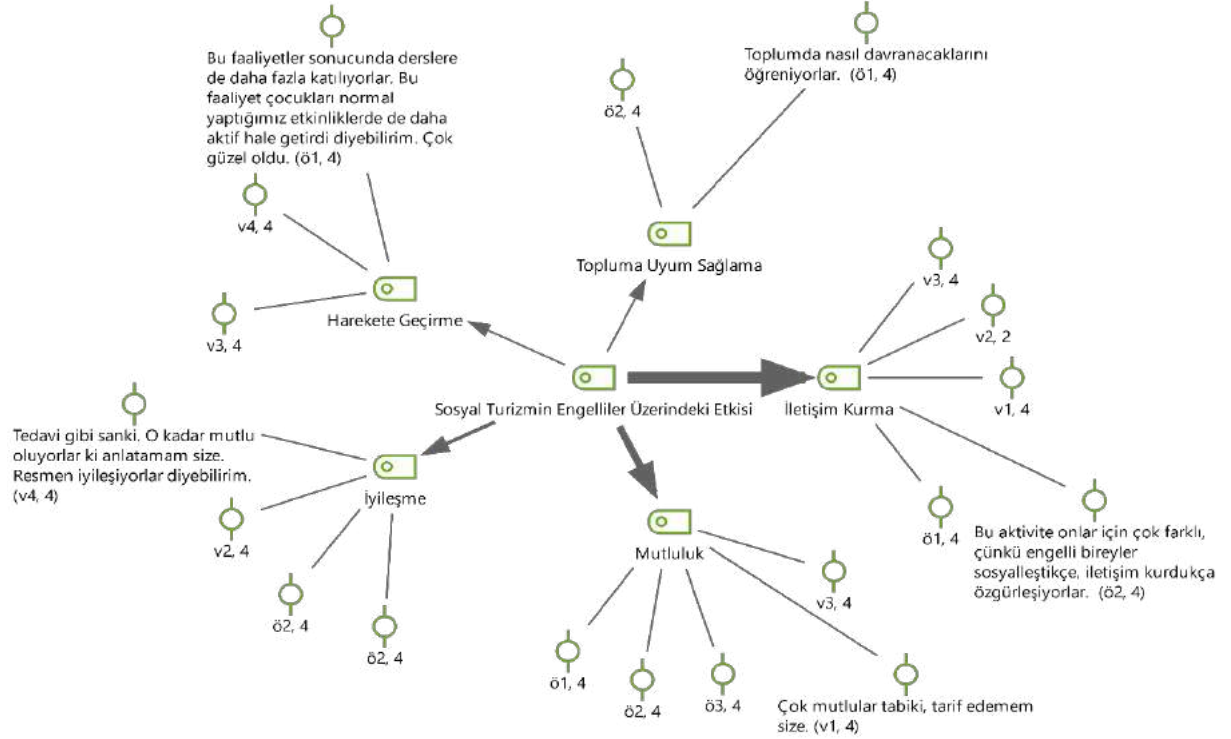 Bu faaliyetler sonucunda derslere
de daha fazla katılıyorlar. Bu
faaliyet çocukları normal
yaptığımız etkinliklerde de daha
aktif hale getirdi diyebilirim. Çok
güzel oldu. (ö1, 4)
Toplumda nasıl davranacaklarını
öğreniyorlar. (ö1, 4)
ö2, 4
v4, 4
Topluma Uyum Sağlama
v3, 4
Harekete Geçirme
v3, 4
v2, 2
v1, 4
Sosyal Turizmin Engelliler Üzerindeki Etkisi
İletişim Kurma
Tedavi gibi sanki. O kadar mutlu
oluyorlar ki anlatamam size.
Resmen iyileşiyorlar diyebilirim.
(v4, 4)
İyileşme
v2, 4
ö2, 4
ö2, 4
Mutluluk
ö1, 4
Bu aktivite onlar için çok farklı,
çünkü engelli bireyler
sosyalleştikçe, iletişim kurdukça
özgürleşiyorlar. (ö2, 4)
v3, 4
ö1, 4
ö2, 4
ö3, 4
Çok mutlular tabiki, tarif edemem
size. (v1, 4)